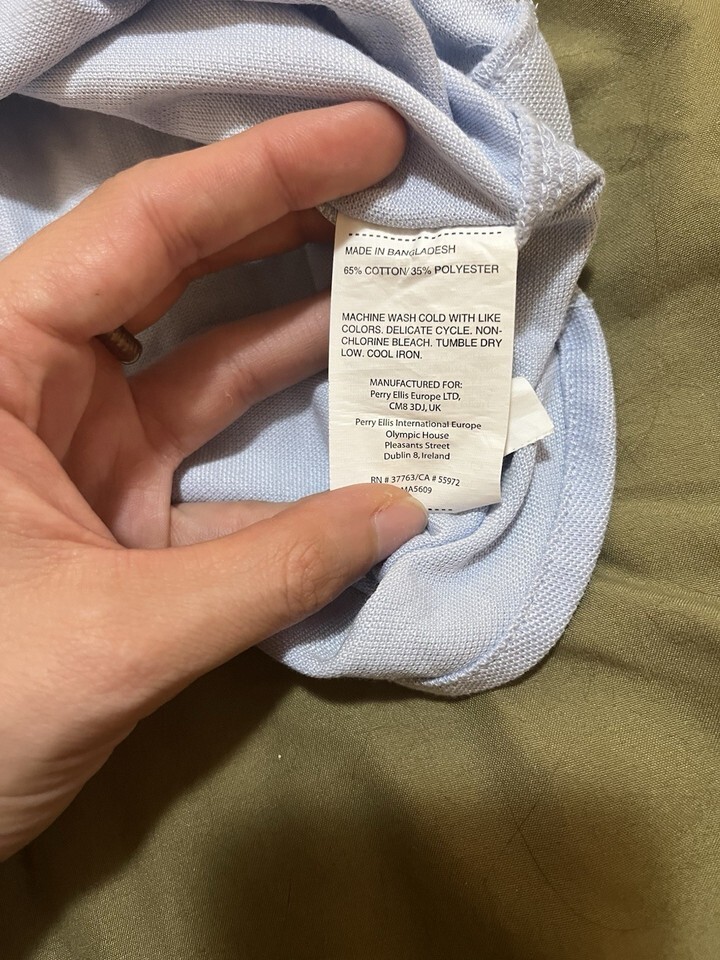 MADE IN BANGLADESH
65% COTTON/35% POLYESTER
MACHINE WASH COLD WITH LIKE
COLORS. DELICATE CYCLE. NON-
CHLORINE BLEACH. TUMBLE DRY
LOW. COOL IRON.
MANUFACTURED FOR:
Perry Ellis Europe LTD,
CM8 3DJ, UK
Perry Ellis International Europe
Olympic House
Pleasants Street
Dublin 8, Ireland
RN # 37763/CA # 55972